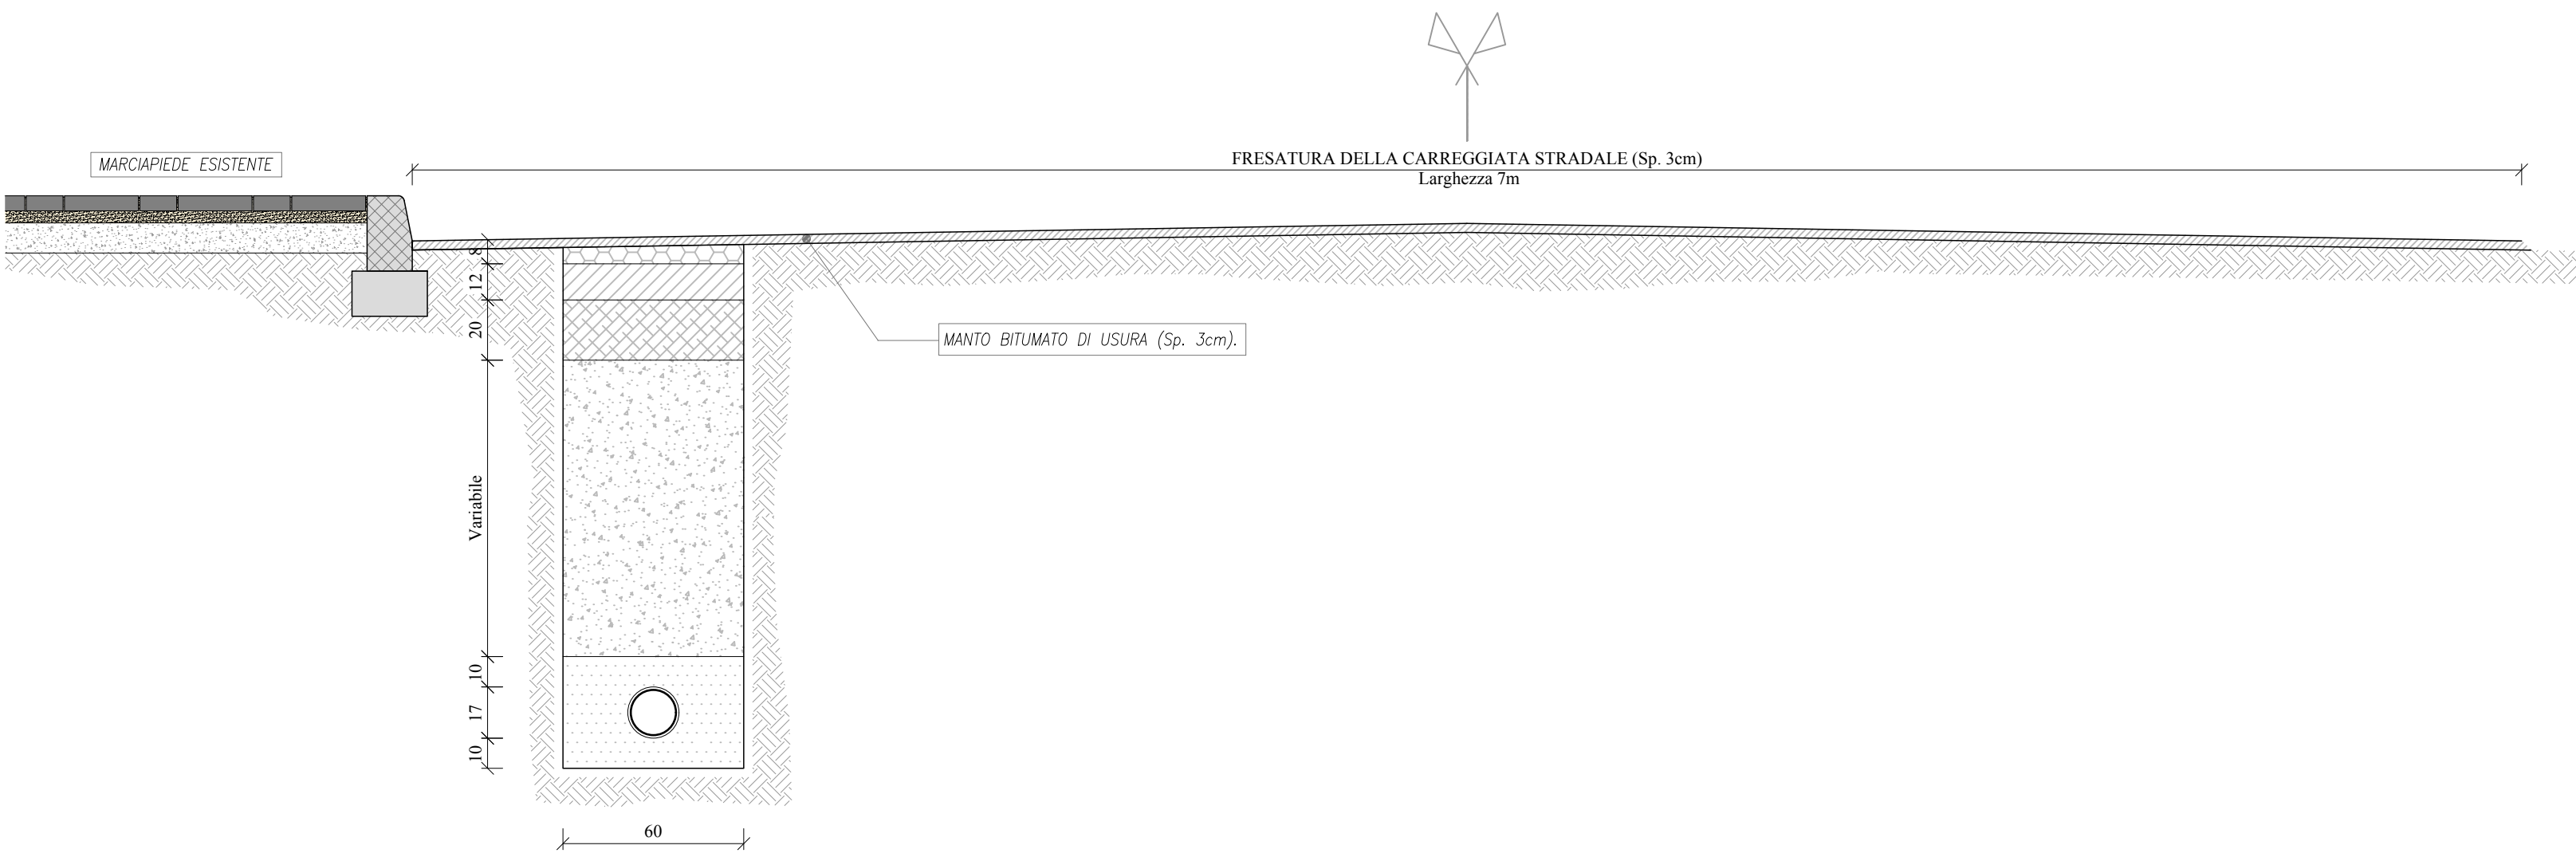 FRESATURA DELLA CARREGGIATA STRADALE (Sp. 3cm)
Larghezza 7m
MARCIAPIEDE ESISTENTE
8
12
20
MANTO BITUMATO DI USURA (Sp. 3cm).
Variabile
10
17
10
60